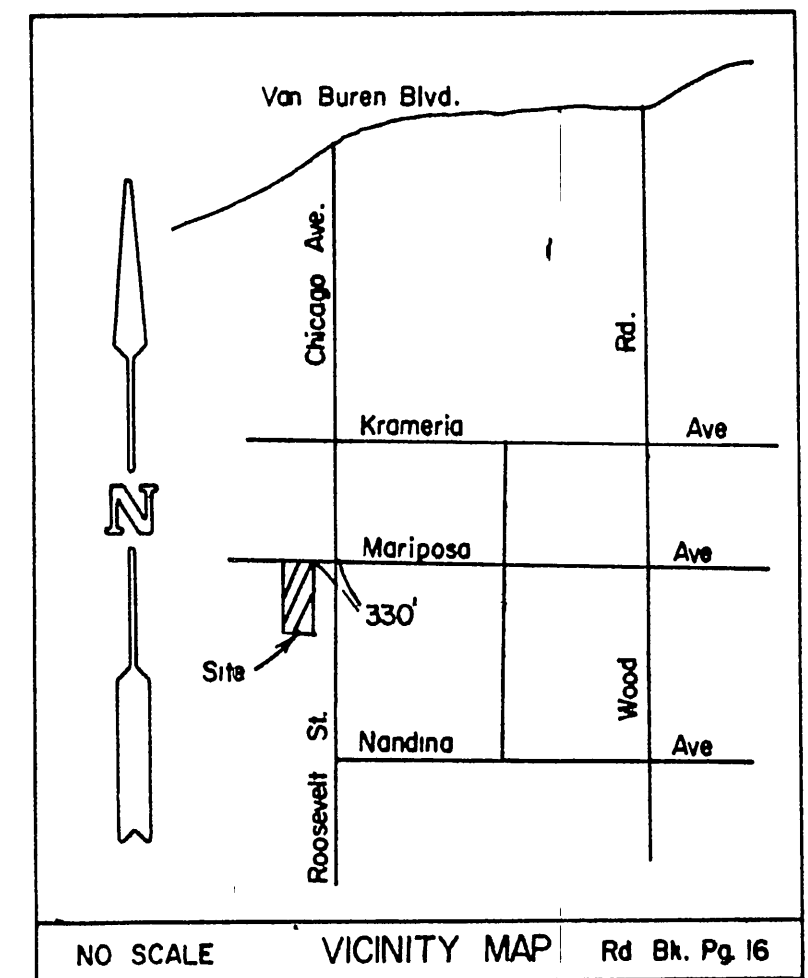 Van Buren Blvd.
Chicago Ave.
Rd.
Krameria Ave
N
Mariposa Ave
330'
Site
Wood
Roosevelt St.
Nandina Ave
NO SCALE VICINITY MAP Rd Bk. Pg. 16